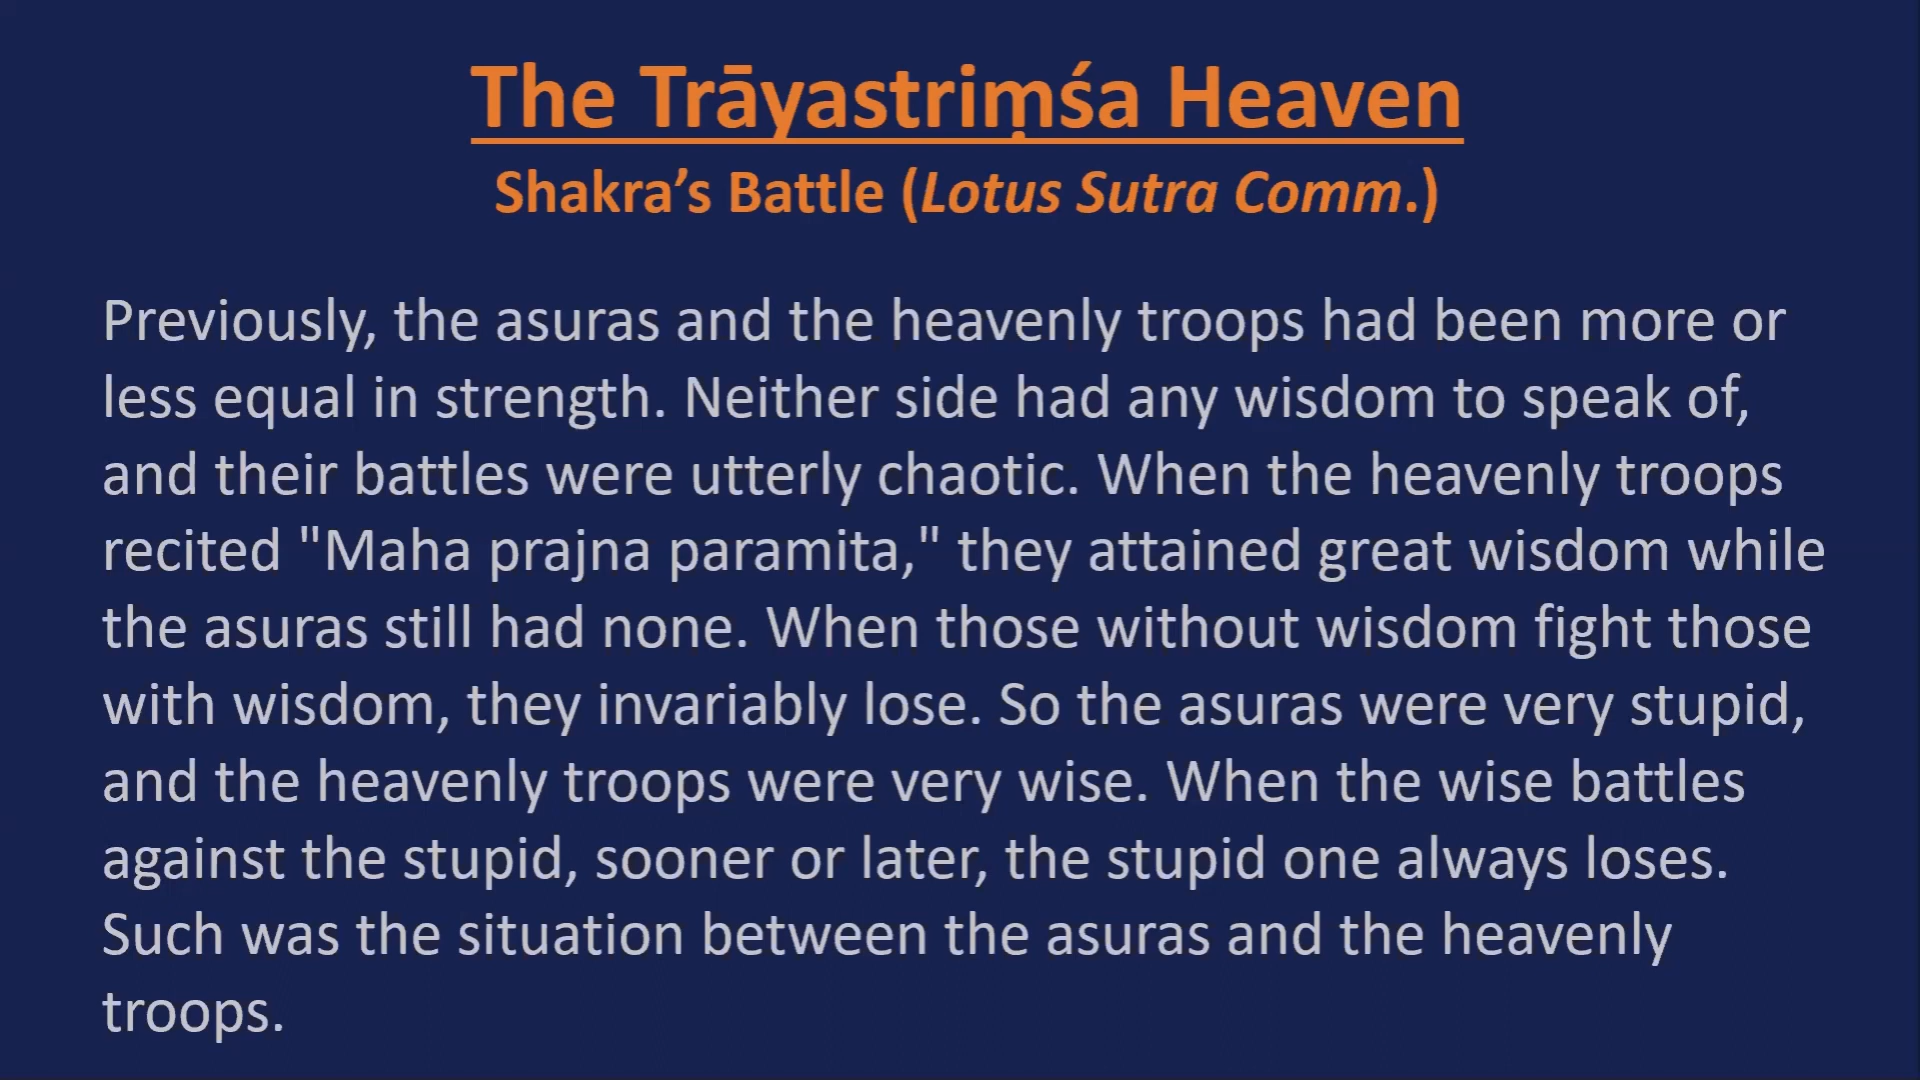 The Trāyastriṃśa Heaven
Shakra’s Battle (Lotus Sutra Comm.)
Previously, the asuras and the heavenly troops had been more or
less equal in strength. Neither side had any wisdom to speak of,
and their battles were utterly chaotic. When the heavenly troops
recited "Maha prajna paramita," they attained great wisdom while
the asuras still had none. When those without wisdom fight those
with wisdom, they invariably lose. So the asuras were very stupid,
and the heavenly troops were very wise. When the wise battles
against the stupid, sooner or later, the stupid one always loses.
Such was the situation between the asuras and the heavenly
troops.